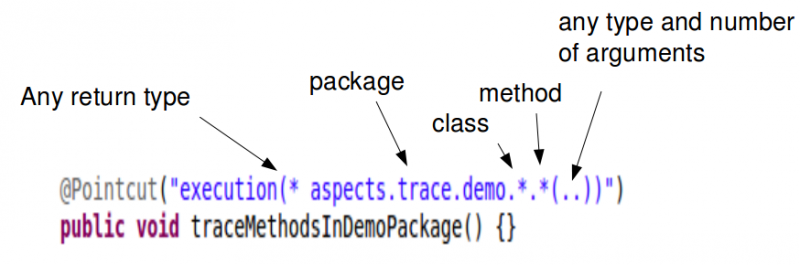 any type and number
of arguments
package
method
Any return type
class
@Pointcut("execution(* aspects.trace.demo.*.*(..))")
public void traceMethodsInDemoPackage() {}